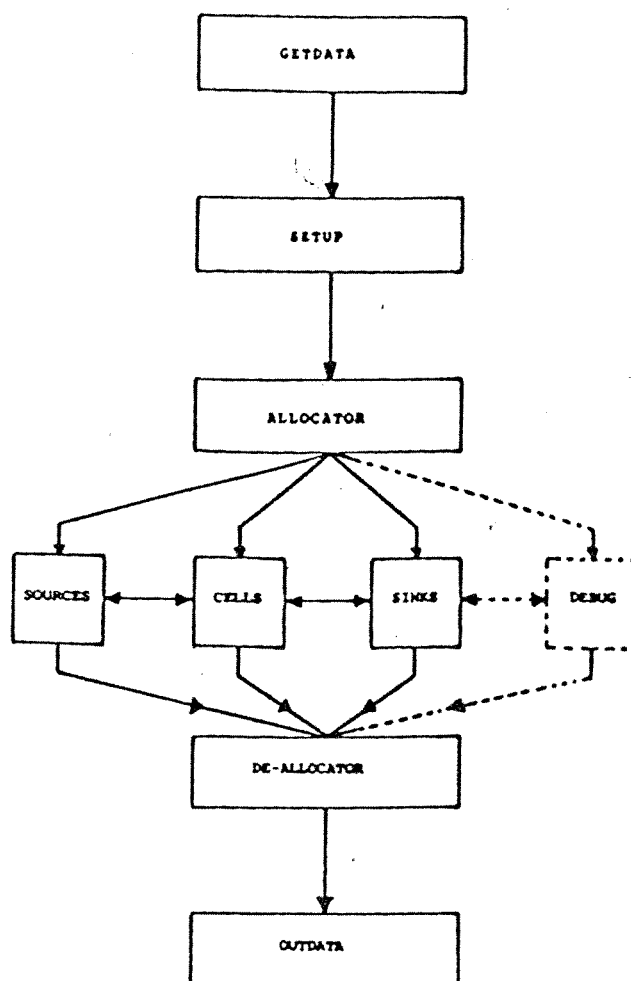 GETDATA
SETUP
ALLOCATOR
SOURCES
CELLS
SINKS
DEBUG
DE-ALLOCATOR
OUTDATA